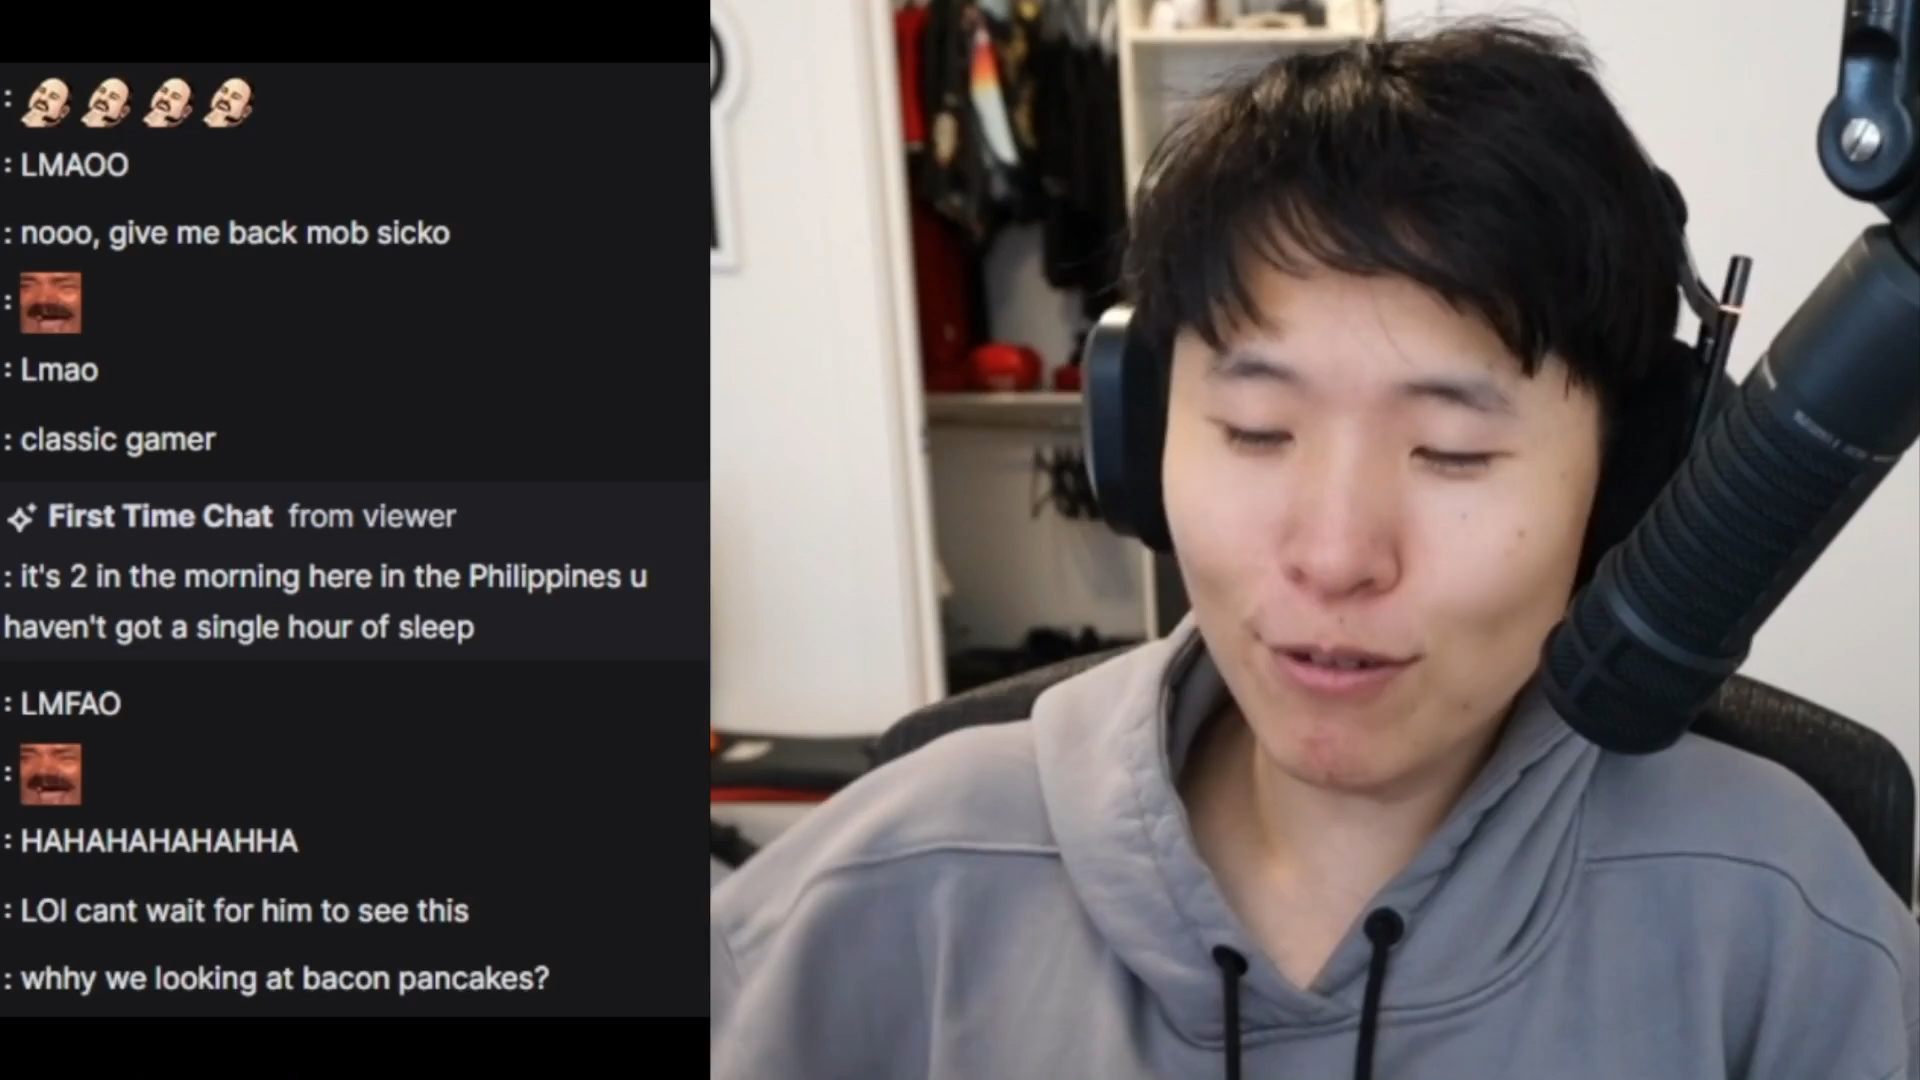 : LMAOO
: nooo, give me back mob sicko
:
: Lmao
: classic gamer
First Time Chat from viewer
: it's 2 in the morning here in the Philippines u
haven't got a single hour of sleep
: LMFAO
:
: HAHAHAHAHAHHA
: LOl cant wait for him to see this
: whhy we looking at bacon pancakes?